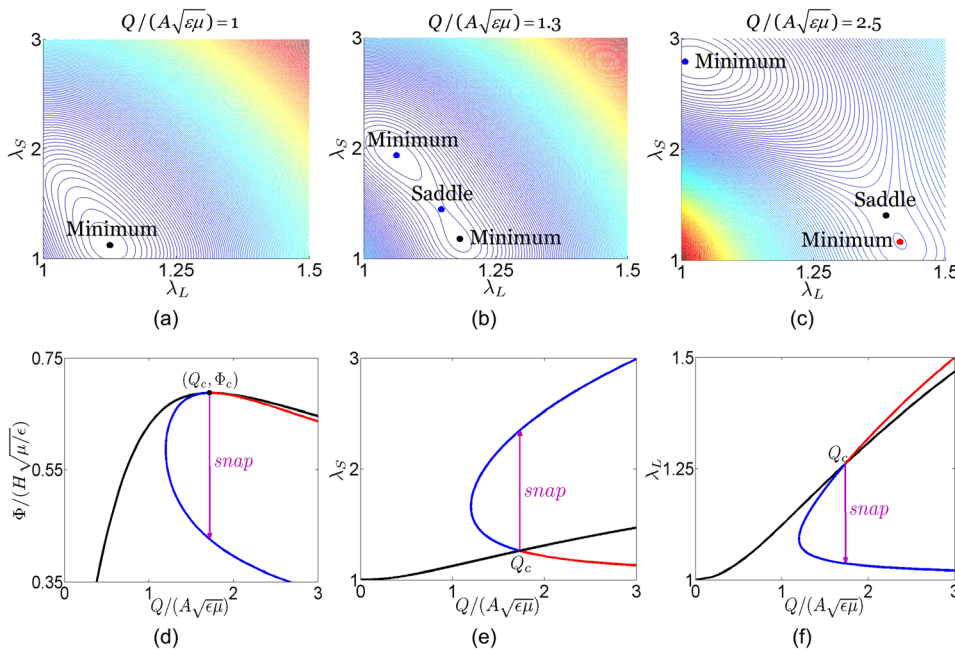 Q/(A√εμ)=1
3
λS
2
1
Minimum
1
1.25
1.5
λL
(a)
Q/(A√εμ)=1.3
3
λS
2
1
Minimum
Saddle
Minimum
1
1.25
1.5
λL
(b)
Q/(A√εμ)=2.5
3
λS
2
1
Minimum
Saddle
Minimum
1
1.25
1.5
λL
(c)
0.75
Φ/(H√μ/ϵ)
0.55
0.35
(Qc, Φc)
snap
0
1
2
3
Q/(A√ϵμ)
(d)
3
λS
2
1
snap
Qc
0
1
2
3
Q/(A√ϵμ)
(e)
1.5
λL
1.25
1
Qc
snap
0
1
2
3
Q/(A√ϵμ)
(f)